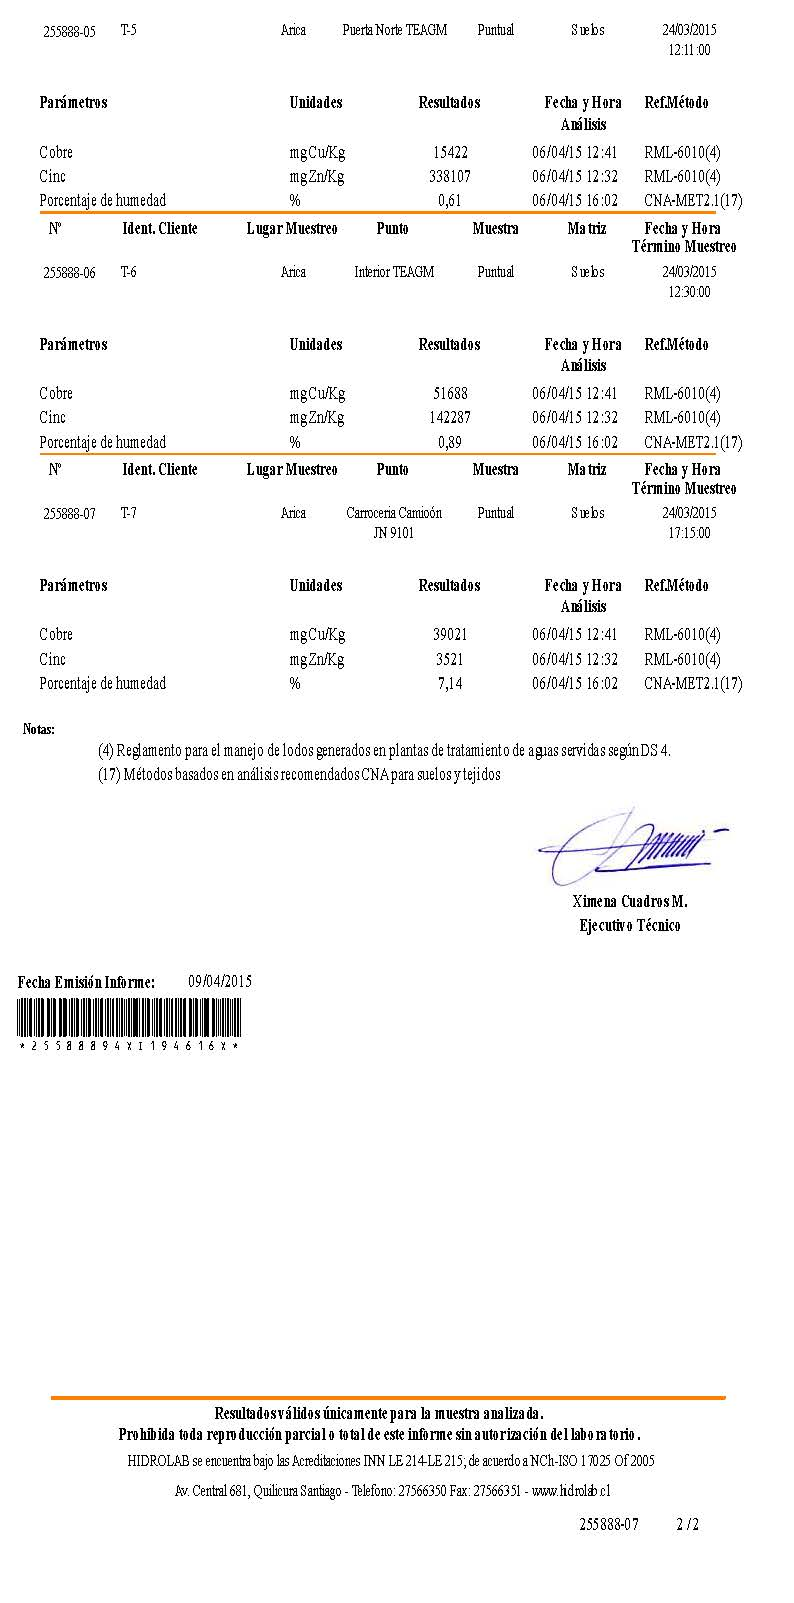 255888-05 T-5 Arica Puerta Norte TEAGM Puntual Suelos 24/03/2015
12:11:00
Parámetros Unidades Resultados Fecha y Hora Ref.Método
Análisis
Cobre mgCu/Kg 15422 06/04/15 12:41 RML-6010(4)
Cinc mgZn/Kg 338107 06/04/15 12:32 RML-6010(4)
Porcentaje de humedad % 0,61 06/04/15 16:02 CNA-MET2.1(17)
Nº Ident. Cliente Lugar Muestreo Punto Muestra Matriz Fecha y Hora
Término Muestreo
255888-06 T-6 Arica Interior TEAGM Puntual Suelos 24/03/2015
12:30:00
Parámetros Unidades Resultados Fecha y Hora Ref.Método
Análisis
Cobre mgCu/Kg 51688 06/04/15 12:41 RML-6010(4)
Cinc mgZn/Kg 142287 06/04/15 12:32 RML-6010(4)
Porcentaje de humedad % 0,89 06/04/15 16:02 CNA-MET2.1(17)
Nº Ident. Cliente Lugar Muestreo Punto Muestra Matriz Fecha y Hora
Término Muestreo
255888-07 T-7 Arica Carroceria Camioón Puntual Suelos 24/03/2015
JN 9101 17:15:00
Parámetros Unidades Resultados Fecha y Hora Ref.Método
Análisis
Cobre mgCu/Kg 39021 06/04/15 12:41 RML-6010(4)
Cinc mgZn/Kg 3521 06/04/15 12:32 RML-6010(4)
Porcentaje de humedad % 7,14 06/04/15 16:02 CNA-MET2.1(17)
Notas:
(4) Reglamento para el manejo de lodos generados en plantas de tratamiento de aguas servidas según DS 4.
(17) Métodos basados en análisis recomendados CNA para suelos y tejidos
Ximena Cuadros M.
Ejecutivo Técnico
Fecha Emisión Informe: 09/04/2015
*25588894XI194616X*
Resultados válidos únicamente para la muestra analizada.
Prohibida toda reproducción parcial o total de este informe sin autorización del laboratorio.
HIDROLAB se encuentra bajo las Acreditaciones INN LE 214-LE 215; de acuerdo a NCh-ISO 17025 Of 2005
Av. Central 681, Quilicura Santiago - Telefono: 27566350 Fax: 27566351 - www.hidrolab.cl
255888-07 2 / 2